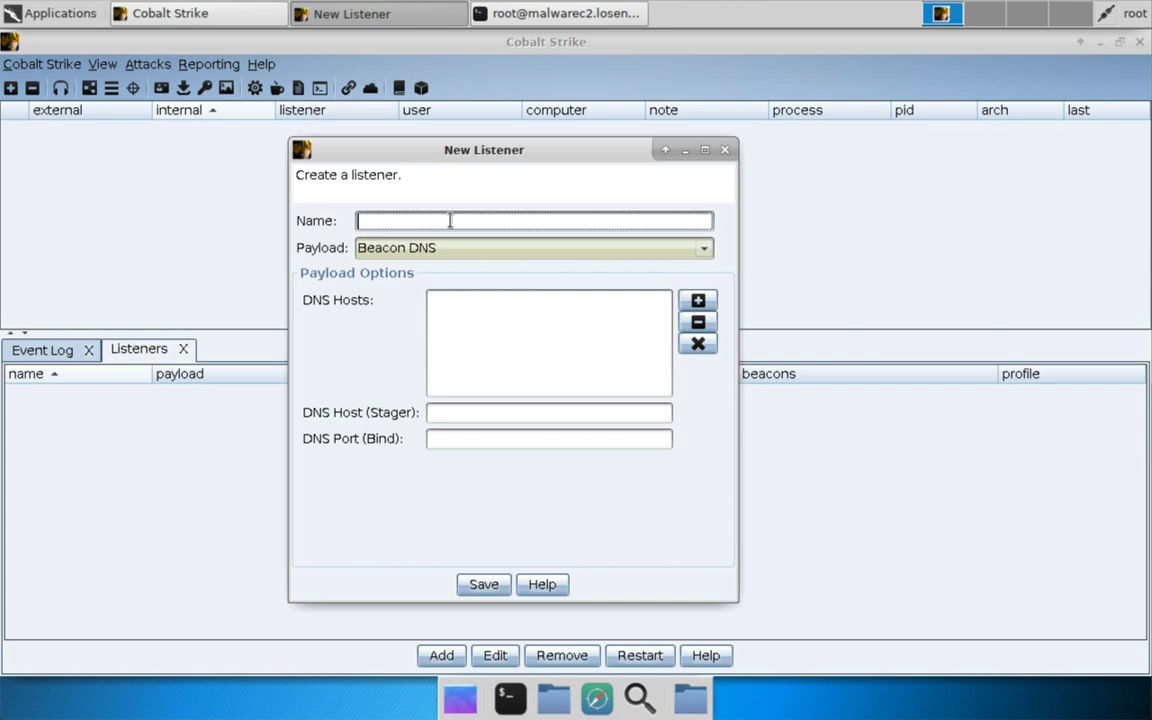 Applications Cobalt Strike New Listener root@malwarec2.losen... root
Cobalt Strike
Cobalt Strike View Attacks Reporting Help
external internal listener user computer note process pid arch last
New Listener
Create a listener.
Name:
Payload: Beacon DNS
Payload Options
DNS Hosts:
Event Log X Listeners X
name payload beacons profile
DNS Host (Stager):
DNS Port (Bind):
Save Help
Add Edit Remove Restart Help